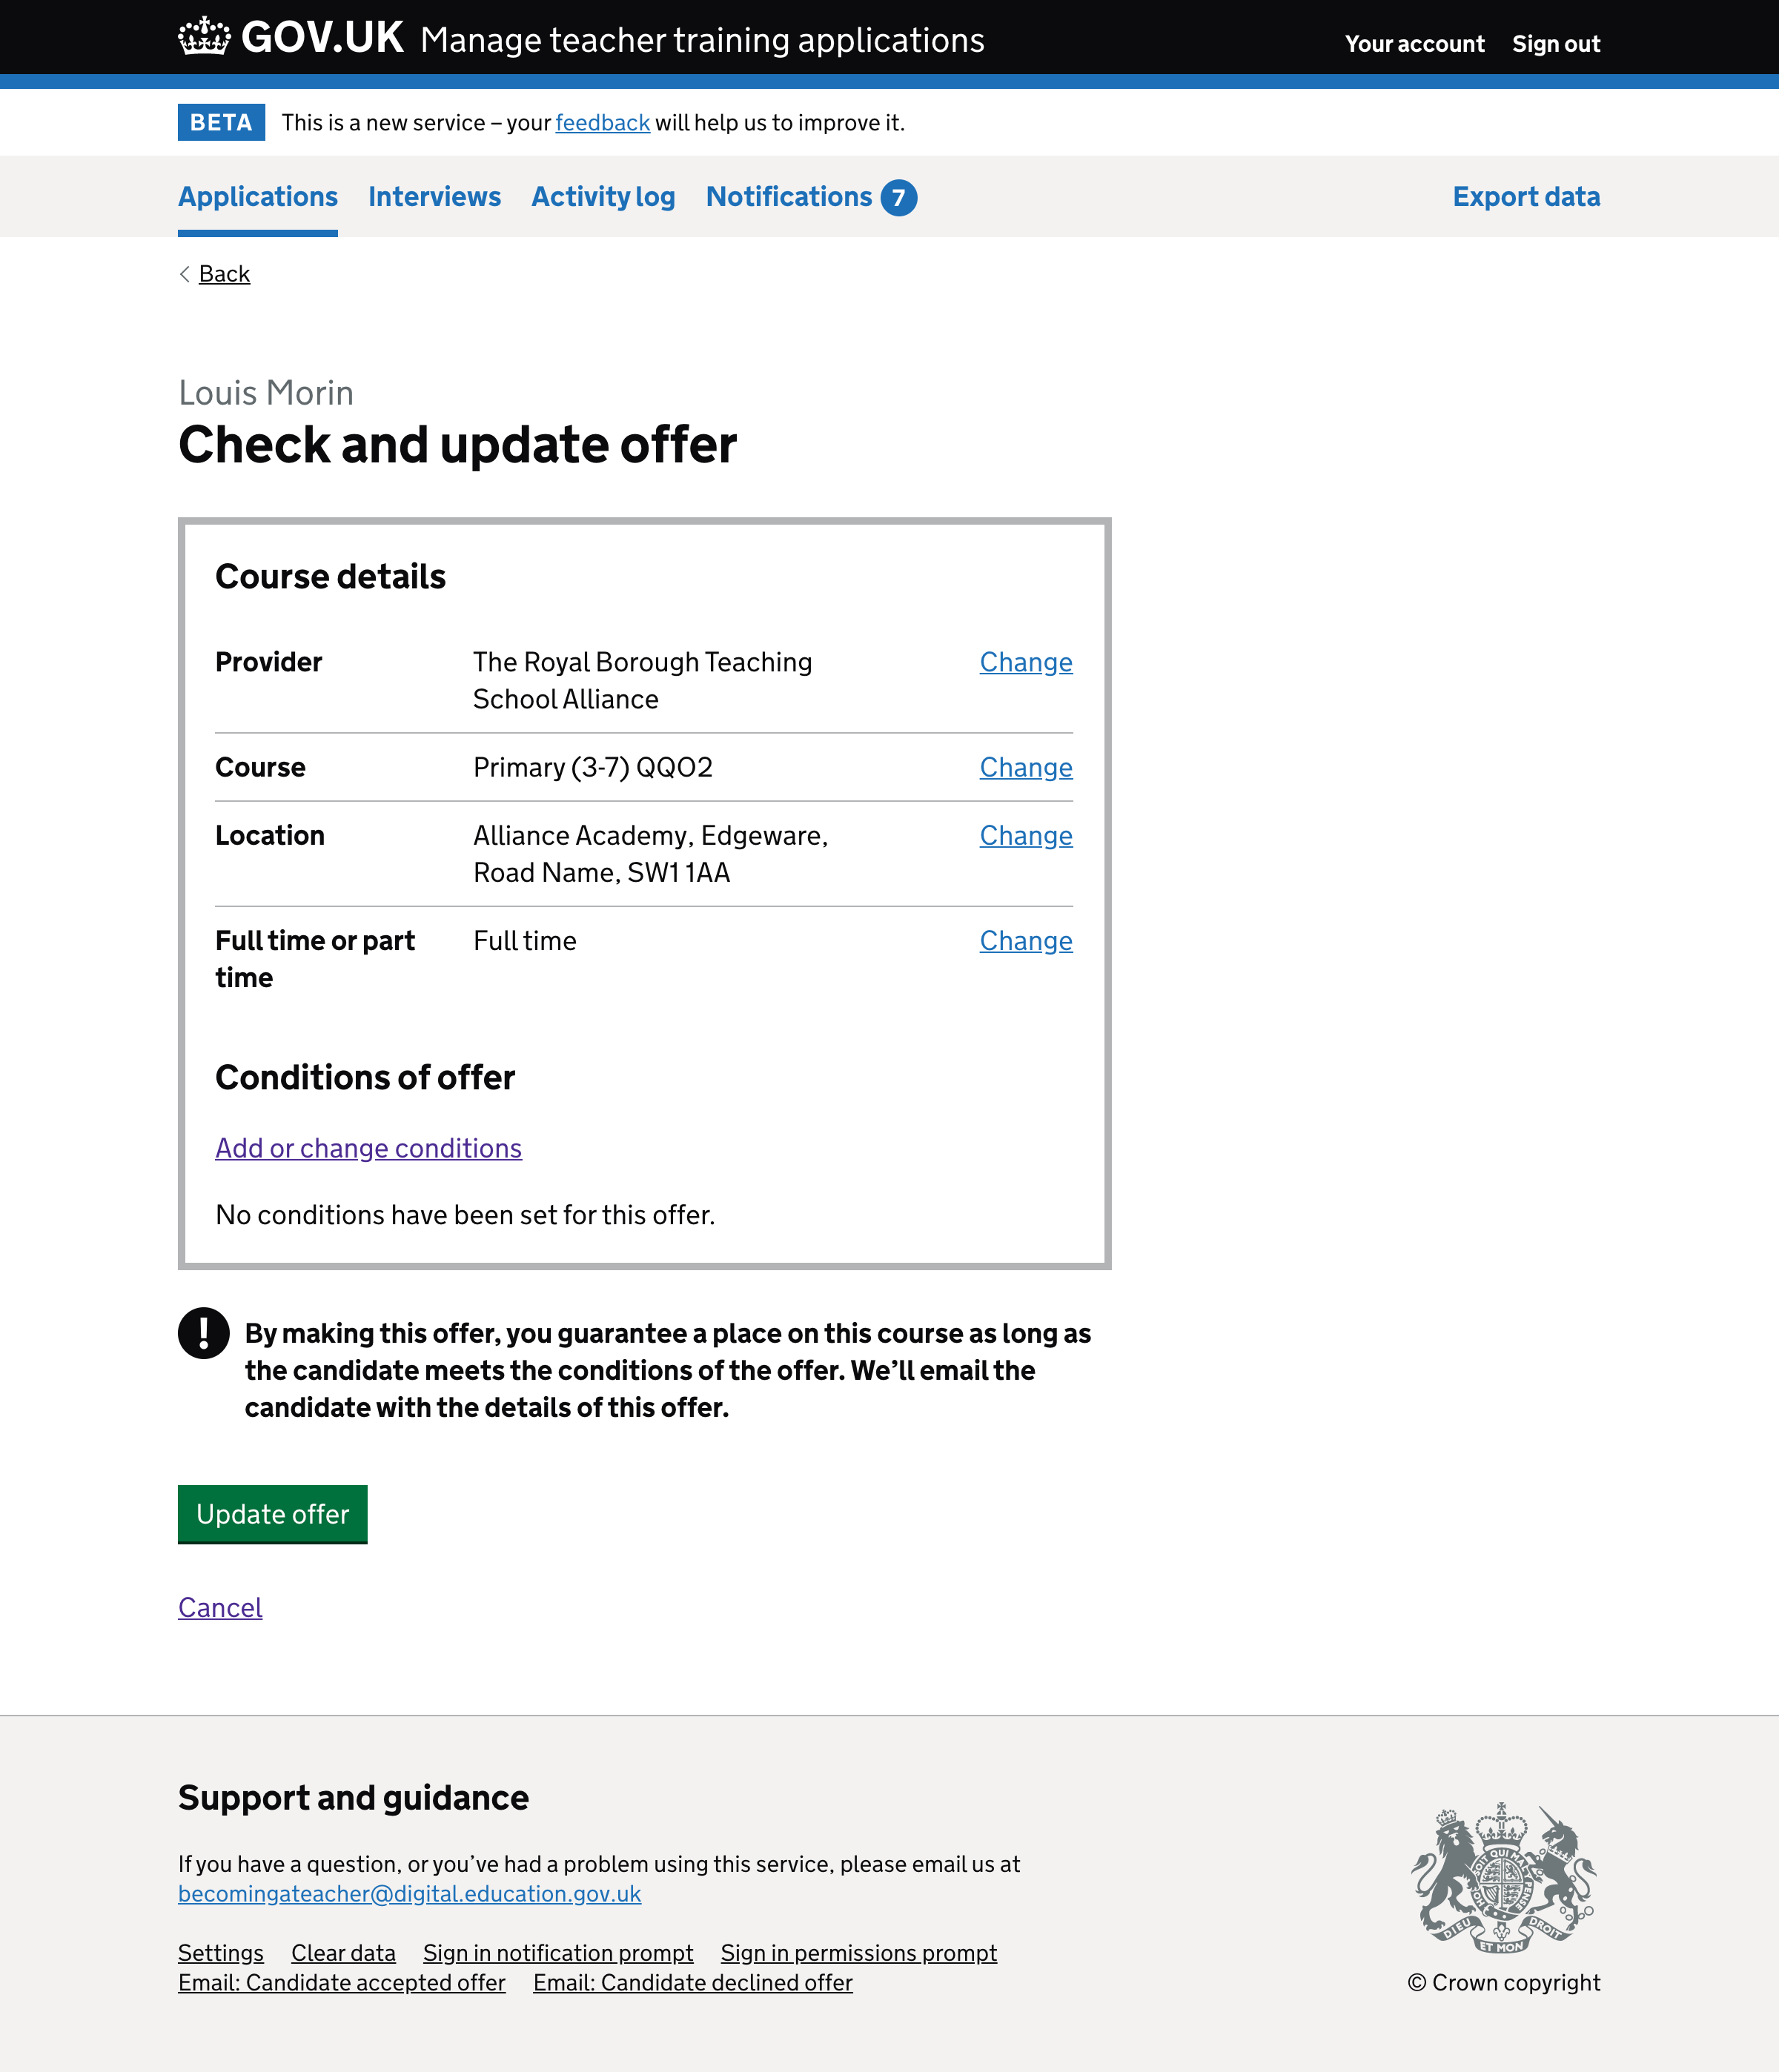 GOV.UK Manage teacher training applications Your account Sign out
BETA This is a new service – your feedback will help us to improve it.
Applications Interviews Activity log Notifications 7 Export data
Back
Louis Morin
Check and update offer
Course details
Provider The Royal Borough Teaching Change
School Alliance
Course Primary (3-7) QQO2 Change
Location Alliance Academy, Edgeware, Change
Road Name, SW1 1AA
Full time or part Full time Change
time
Conditions of offer
Add or change conditions
No conditions have been set for this offer.
! By making this offer, you guarantee a place on this course as long as
the candidate meets the conditions of the offer. We’ll email the
candidate with the details of this offer.
Update offer
Cancel
Support and guidance
If you have a question, or you’ve had a problem using this service, please email us at
becomingateacher@digital.education.gov.uk
Settings Clear data Sign in notification prompt Sign in permissions prompt
Email: Candidate accepted offer Email: Candidate declined offer
DIEU ET MON DROIT
© Crown copyright